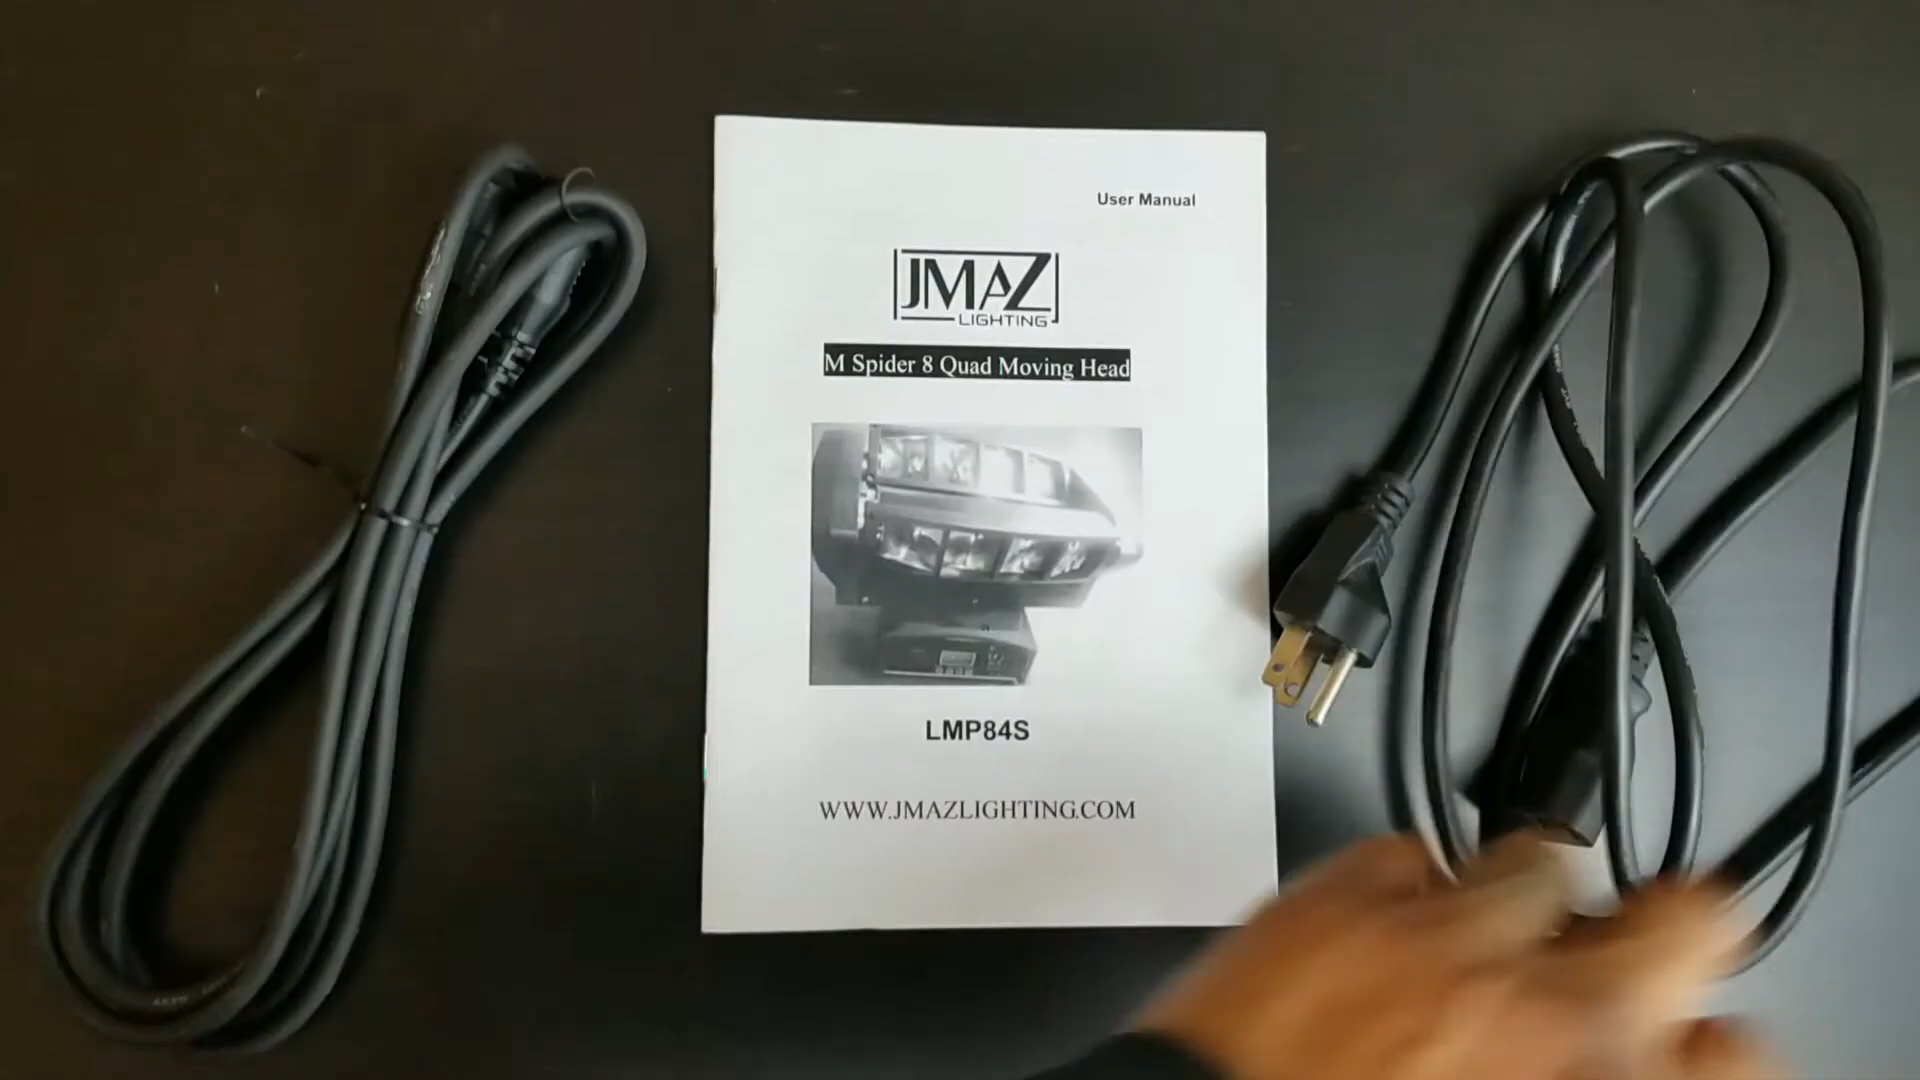 User Manual
JMAZ
LIGHTING
M Spider 8 Quad Moving Head
LMP84S
WWW.JMAZLIGHTING.COM